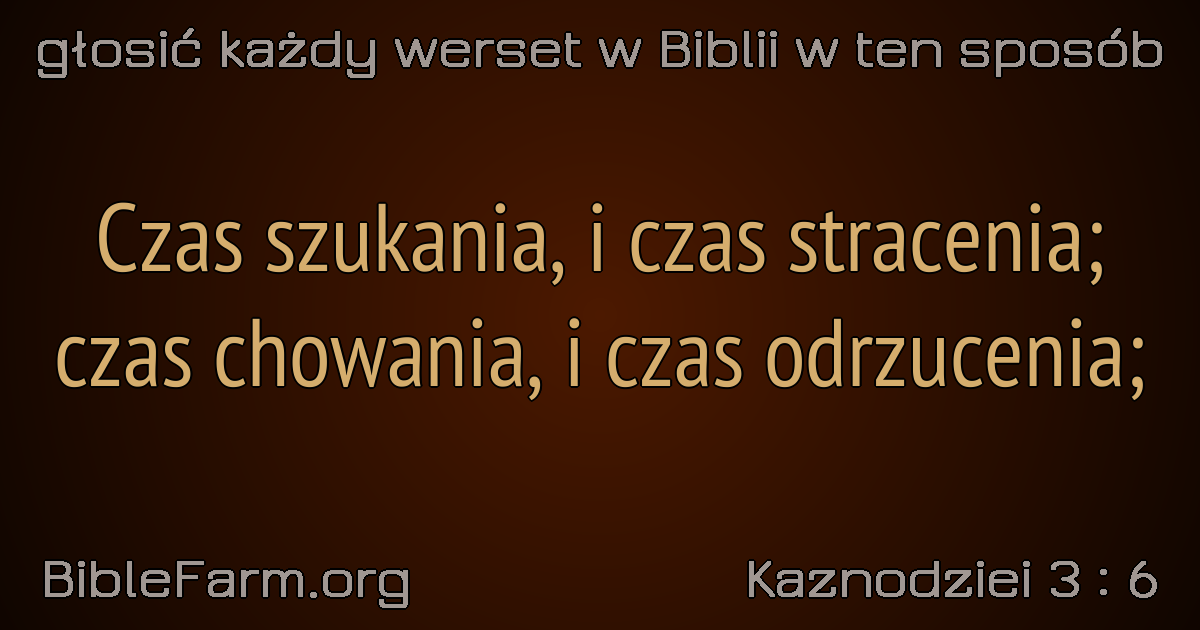 głosić każdy werset w Biblii w ten sposób
Czas szukania, i czas stracenia;
czas chowania, i czas odrzucenia;
BibleFarm.org
Kaznodziei 3 : 6